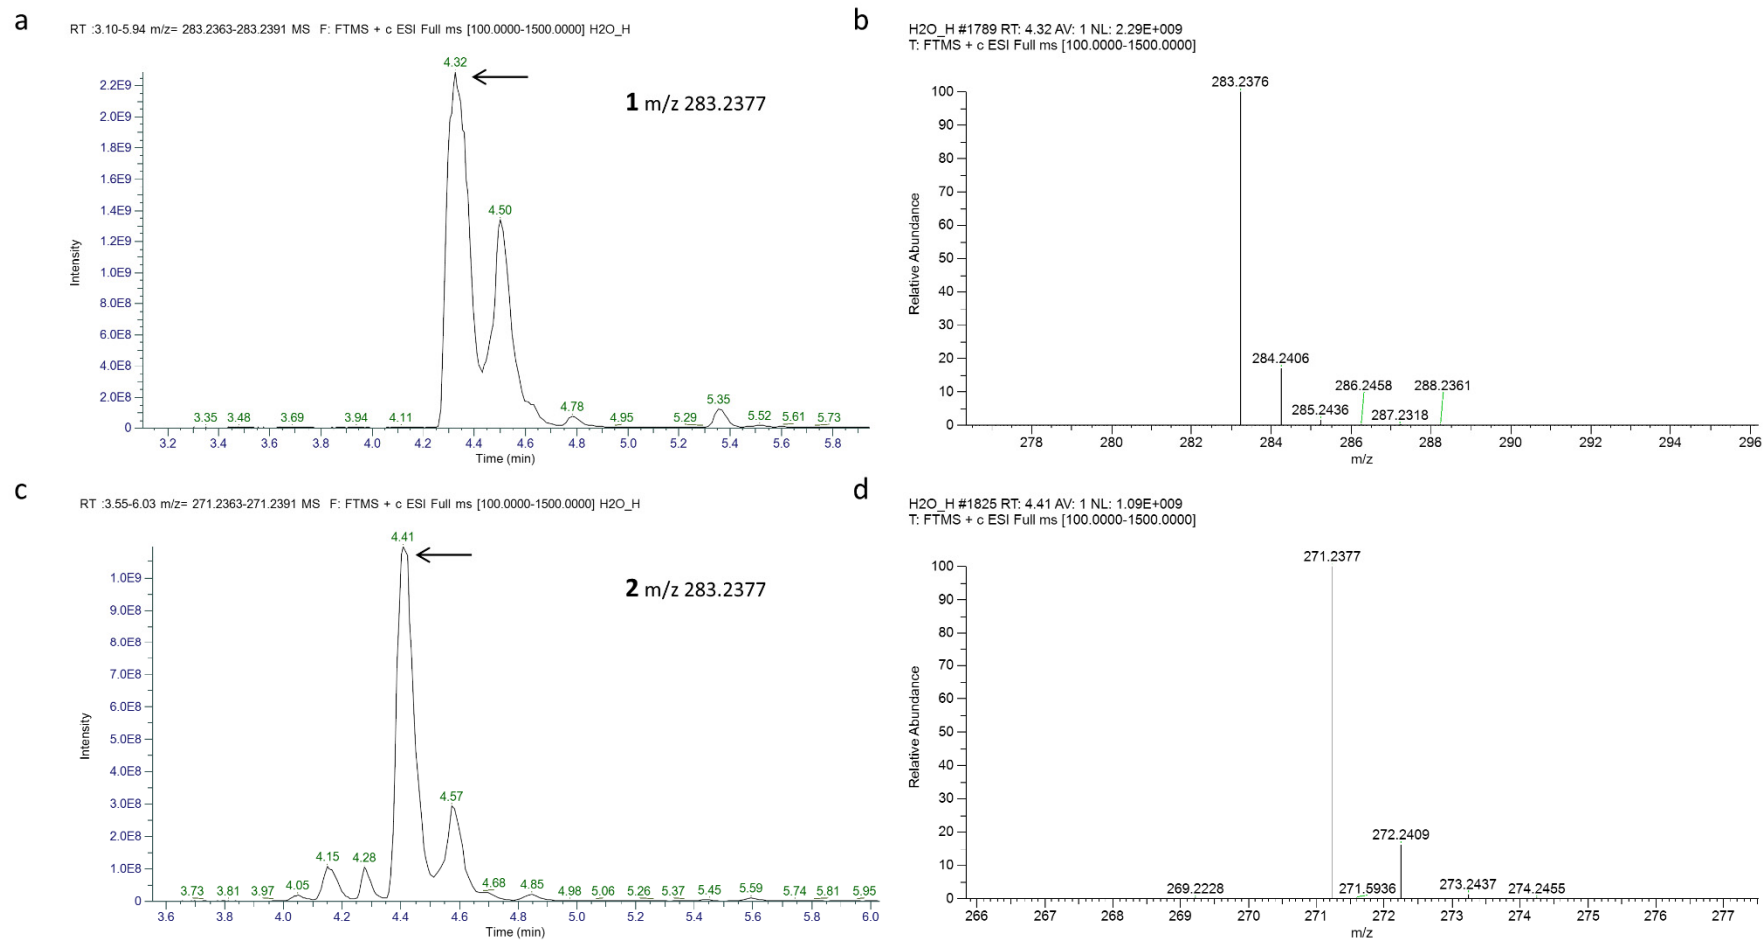 a
RT :3.10-5.94 m/z= 283.2363-283.2391 MS F: FTMS + c ESI Full ms [100.0000-1500.0000] H2O_H
4.32
1 m/z 283.2377
2.2E9
2.0E9
1.8E9
1.6E9
1.4E9
1.2E9
1.0E9
8.0E8
6.0E8
4.0E8
2.0E8
0
Intensity
4.50
3.35 3.48 3.69 3.94 4.11 4.78 4.95 5.29 5.35 5.52 5.61 5.73
3.2 3.4 3.6 3.8 4.0 4.2 4.4 4.6 4.8 5.0 5.2 5.4 5.6 5.8
Time (min)
b
H2O_H #1789 RT: 4.32 AV: 1 NL: 2.29E+009
T: FTMS + c ESI Full ms [100.0000-1500.0000]
283.2376
100
90
80
70
60
50
40
30
20
10
0
Relative Abundance
284.2406
285.2436
286.2458
287.2318
288.2361
278 280 282 284 286 288 290 292 294 296
m/z
c
RT :3.55-6.03 m/z= 271.2363-271.2391 MS F: FTMS + c ESI Full ms [100.0000-1500.0000] H2O_H
4.41
2 m/z 283.2377
1.0E9
9.0E8
8.0E8
7.0E8
6.0E8
5.0E8
4.0E8
3.0E8
2.0E8
1.0E8
0
Intensity
4.57
4.15 4.28
3.73 3.81 3.97 4.05 4.68 4.85 4.98 5.06 5.26 5.37 5.45 5.59 5.74 5.81 5.95
3.6 3.8 4.0 4.2 4.4 4.6 4.8 5.0 5.2 5.4 5.6 5.8 6.0
Time (min)
d
H2O_H #1825 RT: 4.41 AV: 1 NL: 1.09E+009
T: FTMS + c ESI Full ms [100.0000-1500.0000]
271.2377
100
90
80
70
60
50
40
30
20
10
0
Relative Abundance
272.2409
269.2228 271.5936 273.2437 274.2455
266 267 268 269 270 271 272 273 274 275 276 277
m/z